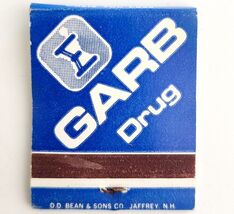 GARB
Drug
D.D. BEAN & SONS CO. JAFFREY, N.H.